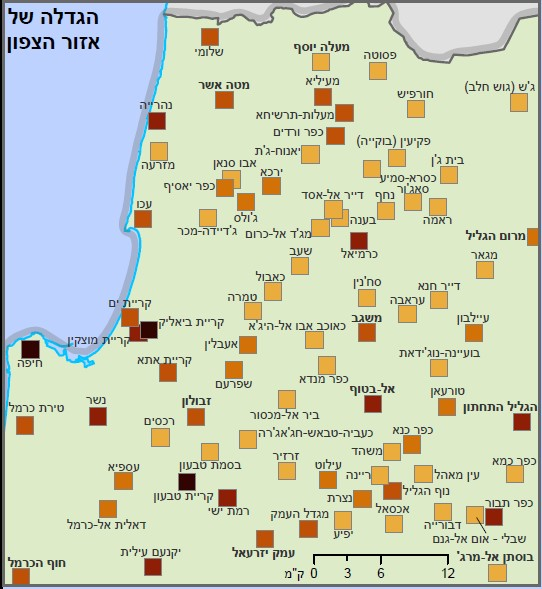 הגדלה של
אזור הצפון
שלומי
מעלה יוסף
פסוטה
מעיליא
ג'ש (גוש חלב)
מטה אשר
חורפיש
נהרייה
מעלות-תרשיחא
כפר ורדים
פקיעין (בוקייה)
מזרעה
יאנוח-ג'ת
בית ג'ן
אבו סנאן
ירכא
כסרא-סמיע
כפר יאסיף
דייר אל-אסד
נחף
סאג'ור
עכו
ג'ולס
ג'דיידה-מכר
בענה
ראמה
מג'ד אל-כרום
מרום הגליל
כרמיאל
שעב
מגאר
כאבול
סח'נין
דייר חנא
טמרה
עראבה
קריית ים
קריית ביאליק
כאוכב אבו אל-היג'א
משגב
עיילבון
קריית מוצקין
אעבלין
חיפה
קריית אתא
בועיינה-נוג'ידאת
שפרעם
כפר מנדא
נשר
זבולון
אל-בטוף
טורעאן
הגליל התחתון
טירת כרמל
ביר אל-מכסור
רכסים
כעביה-טבאש-חג'אג'רה
כפר כנא
משהד
בסמת טבעון
זרזיר
עילוט
ריינה
עין מאהל
כפר כמא
עספיא
קריית טבעון
נצרת
נוף הגליל
רמת ישי
כפר תבור
דאלית אל-כרמל
מגדל העמק
אכסאל
דבורייה
יפיע
שבלי - אום אל-גנם
עמק יזרעאל
יקנעם עילית
בוסתן אל-מרג'
חוף הכרמל
ק"מ 0 3 6 12